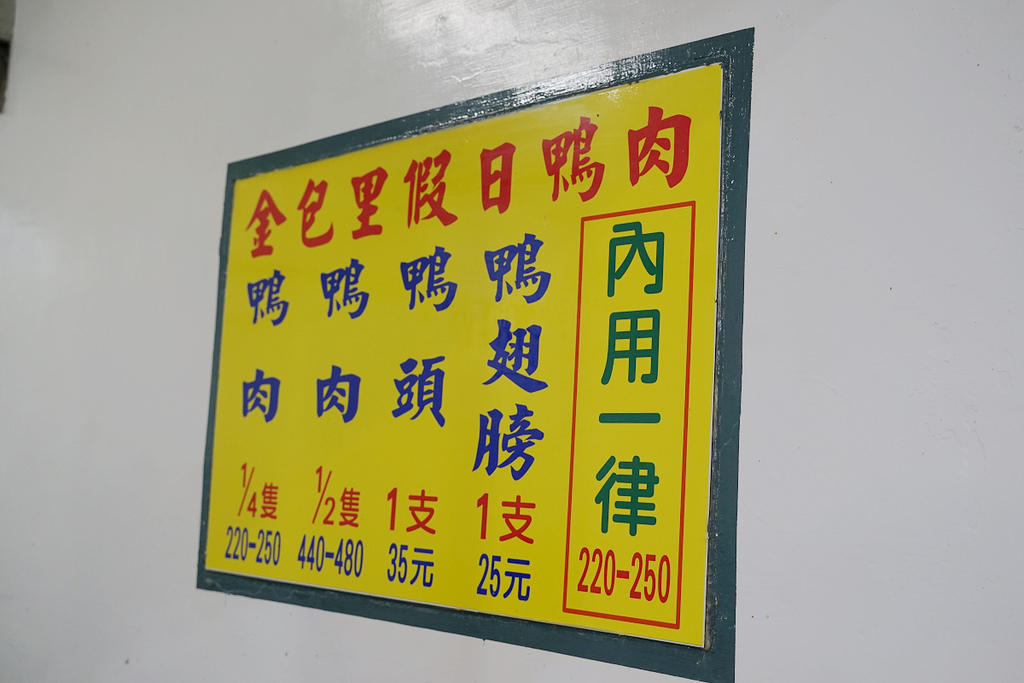 金包里假日鴨肉
鴨肉 1/4隻 220-250
鴨肉 1/2隻 440-480
鴨頭 1支 35元
鴨翅膀 1支 25元
內用一律 220-250